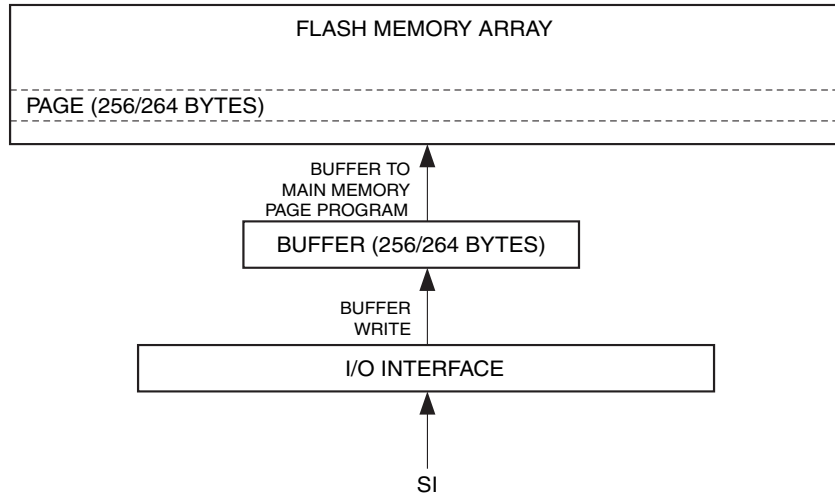 FLASH MEMORY ARRAY
PAGE (256/264 BYTES)
BUFFER TO
MAIN MEMORY
PAGE PROGRAM
BUFFER (256/264 BYTES)
BUFFER
WRITE
I/O INTERFACE
SI